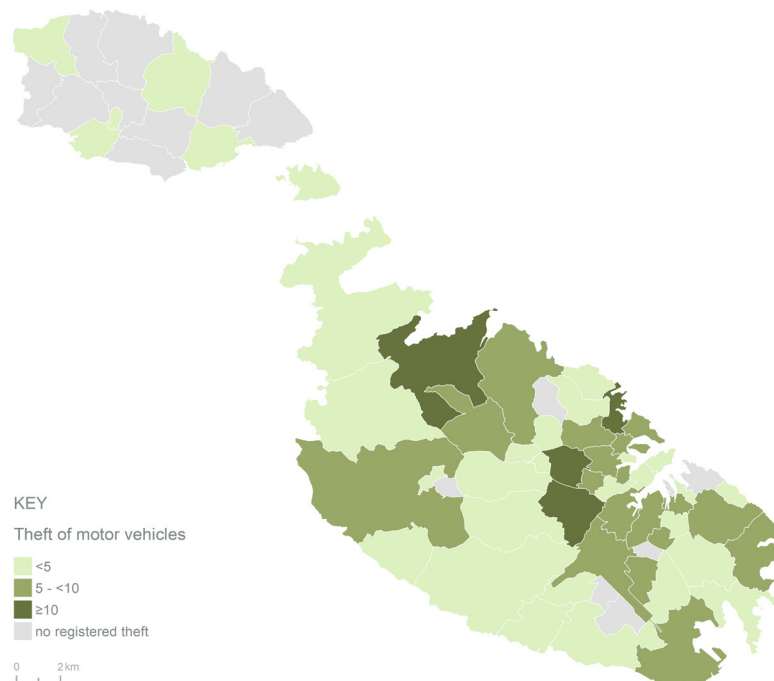 KEY
Theft of motor vehicles
<5
5 - <10
≥10
no registered theft
0 2 km